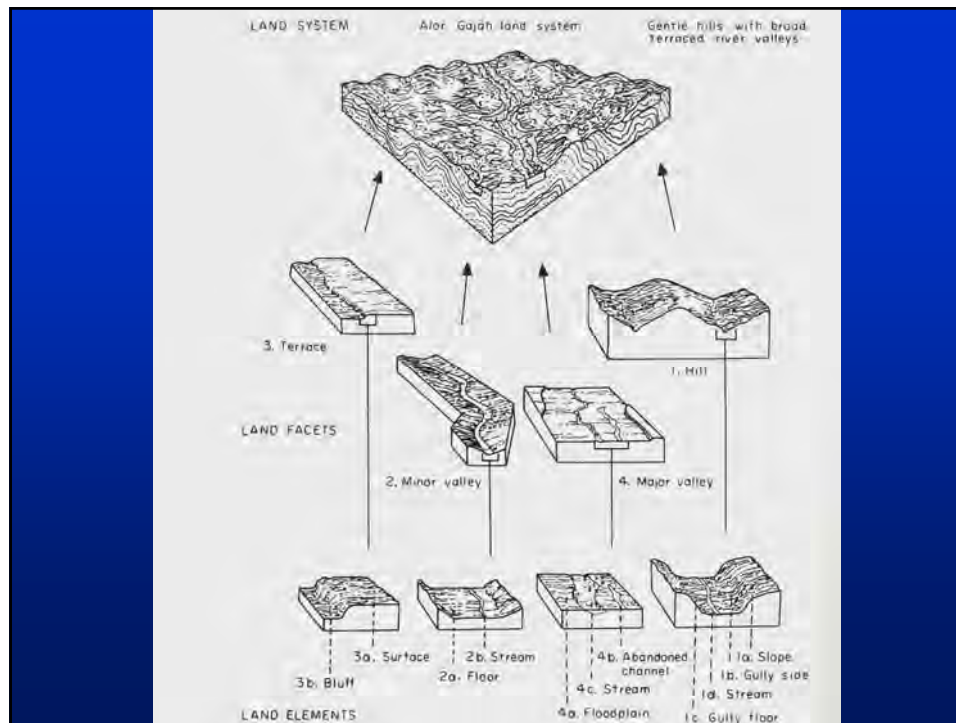 LAND SYSTEM
Alor Gajah land system
Gentle hills with broad
terraced river valleys
3. Terrace
1. Hill
LAND FACETS
2. Minor valley
4. Major valley
3a. Surface
2b. Stream
4b. Abandoned
channel
1a. Slope
3b. Bluff
2a. Floor
4c. Stream
1b. Gully side
1d. Stream
4a. Floodplain
1c. Gully floor
LAND ELEMENTS